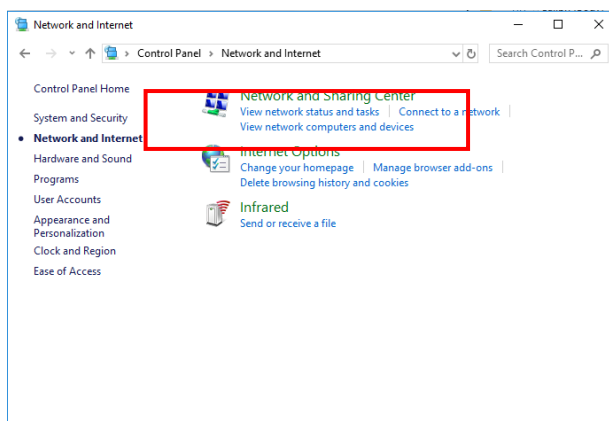 Network and Internet
Control Panel > Network and Internet
Search Control P...
Control Panel Home
System and Security
Network and Internet
Hardware and Sound
Programs
User Accounts
Appearance and
Personalization
Clock and Region
Ease of Access
Network and Sharing Center
View network status and tasks | Connect to a network
View network computers and devices
Internet Options
Change your homepage | Manage browser add-ons
Delete browsing history and cookies
Infrared
Send or receive a file